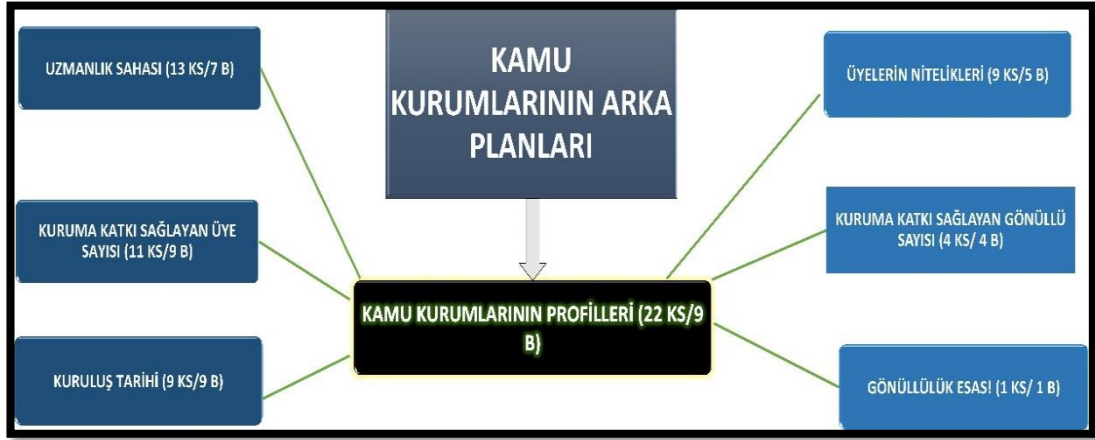 KAMU
KURUMLARININ ARKA
PLANLARI
UZMANLIK SAHASI (13 KS/7 B)
KURUMA KATKI SAĞLAYAN ÜYE
SAYISI (11 KS/9 B)
KURULUŞ TARİHİ (9 KS/9 B)
KAMU KURUMLARININ PROFİLLERİ (22 KS/9
B)
ÜYELERİN NİTELİKLERİ (9 KS/5 B)
KURUMA KATKI SAĞLAYAN GÖNÜLLÜ
SAYISI (4 KS/ 4 B)
GÖNÜLLÜLÜK ESAS! (1 KS/ 1 B)